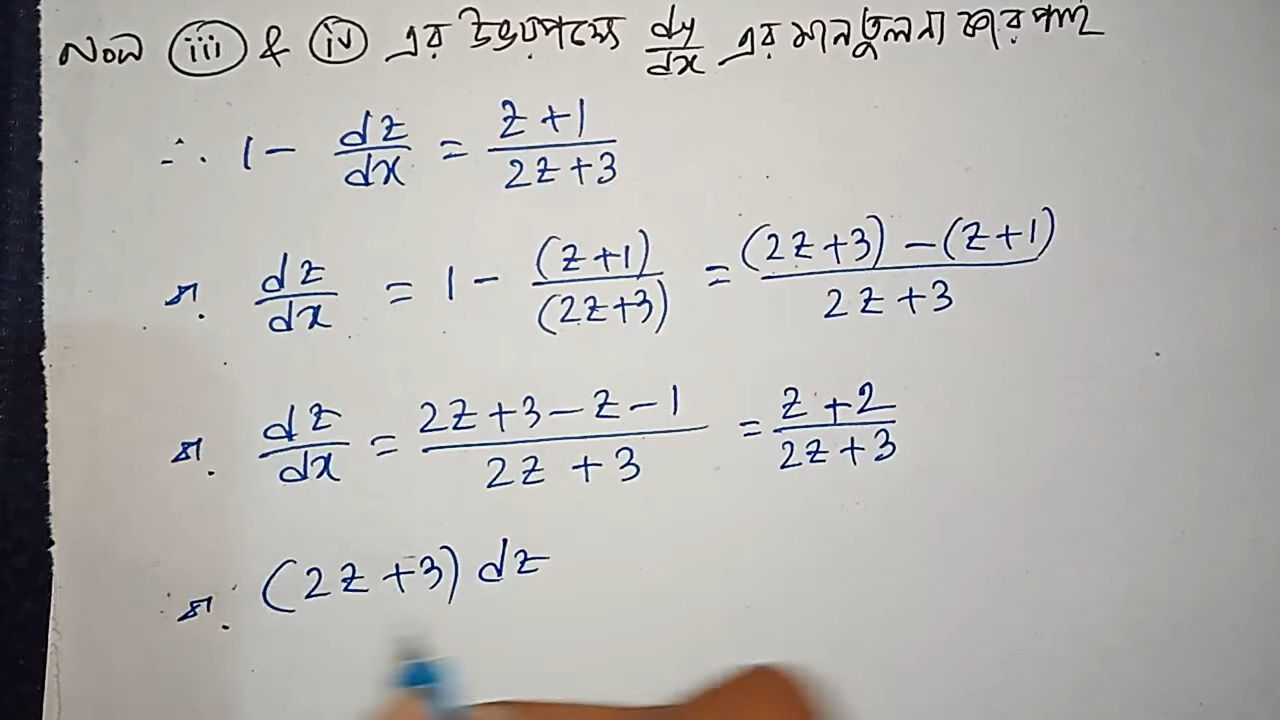 (iii) & (iv) এর উভয়পক্ষে dy/dx এর মান তুলনা করে পাই
∴ 1 - dz/dx = z+1/2z+3
বা. dz/dx = 1 - (z+1)/(2z+3) = (2z+3) - (z+1)/2z+3
বা. dz/dx = 2z+3-z-1/2z+3 = z+2/2z+3
বা. (2z+3) dz